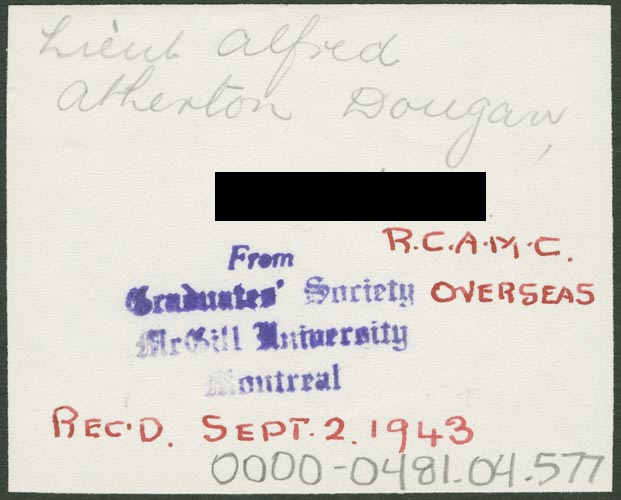 Lieut Alfred
Atherton Dougan,
R.C.A.M.C.
OVERSEAS
From
Graduates' Society
McGill University
Montreal
REC'D. SEPT. 2. 1943
0000-0481.04.577